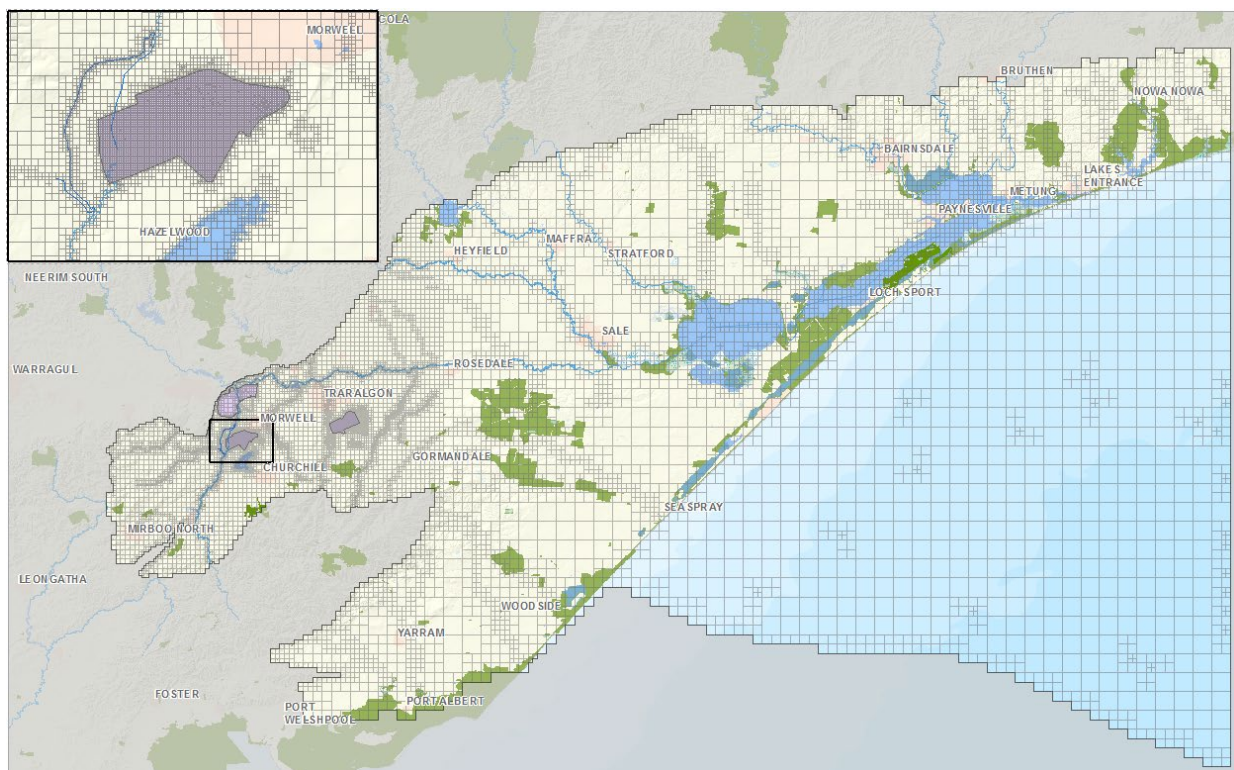 COLA
MORWELL
BRUTHEN
NOWA NOWA
BAIRNSDALE
LAKES
ENTRANCE
METUNG
PAYNESVILLE
HAZELWOOD
MAFFRA
HEYFIELD
STRATFORD
NEERIM SOUTH
LOCH SPORT
SALE
WARRAGUL
ROSEDALE
TRARALGON
MORWELL
GORMANDALE
CHURCHILL
SEASPRAY
MIRBOO NORTH
LEONGATHA
WOODSIDE
YARRAM
FOSTER
PORT
WELSHPOOL
PORT ALBERT